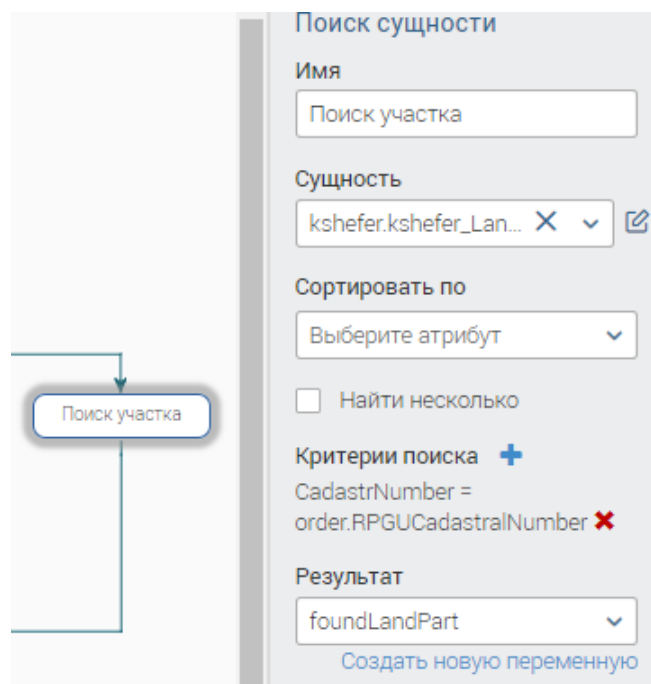 Поиск сущности
Имя
Поиск участка
Сущность
kshefer.kshefer_Lan...
Сортировать по
Выберите атрибут
Найти несколько
Критерии поиска
CadastrNumber =
order.RPGUCadastralNumber
Результат
foundLandPart
Создать новую переменную
Поиск участка